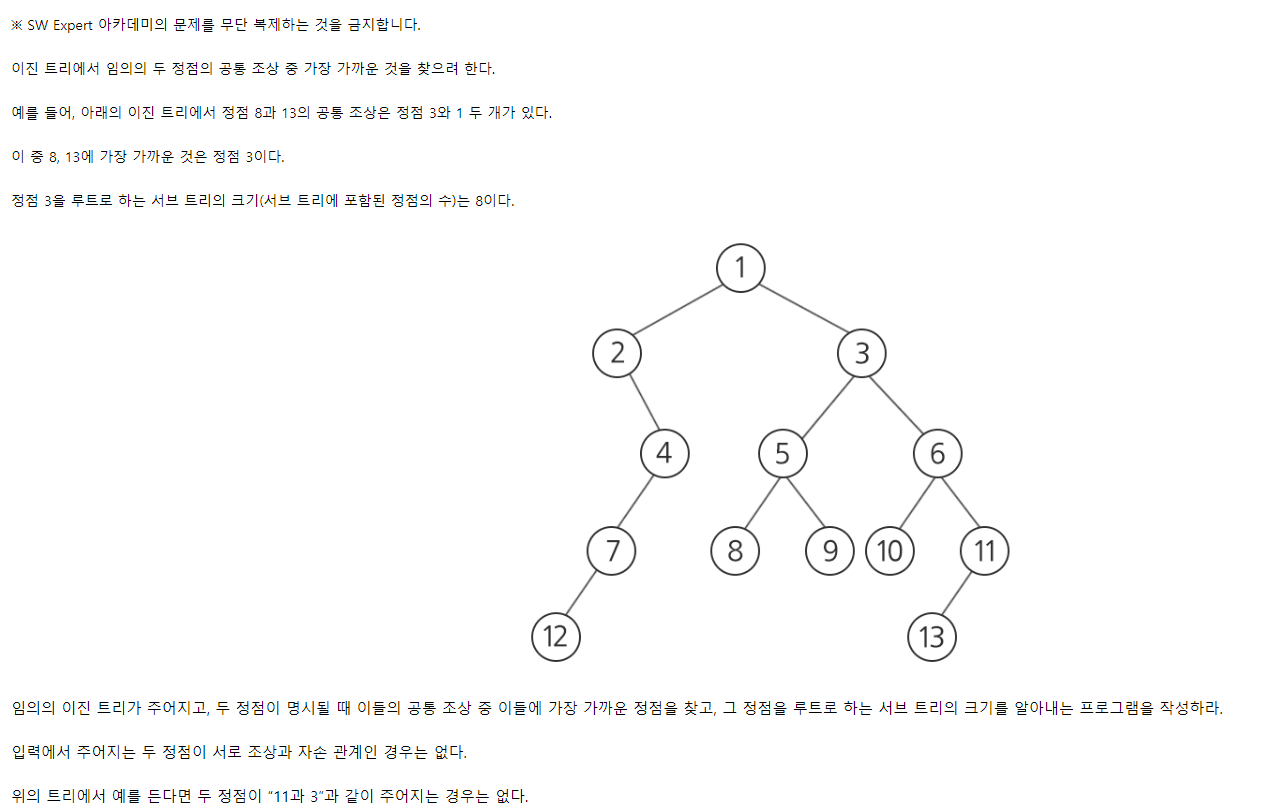 ※ SW Expert 아카데미의 문제를 무단 복제하는 것을 금지합니다.
이진 트리에서 임의의 두 정점의 공통 조상 중 가장 가까운 것을 찾으려 한다.
예를 들어, 아래의 이진 트리에서 정점 8과 13의 공통 조상은 정점 3와 1 두 개가 있다.
이 중 8, 13에 가장 가까운 것은 정점 3이다.
정점 3을 루트로 하는 서브 트리의 크기(서브 트리에 포함된 정점의 수)는 8이다.
1
2 3
4 5 6
7 8 9 10 11
12 13
임의의 이진 트리가 주어지고, 두 정점이 명시될 때 이들의 공통 조상 중 이들에 가장 가까운 정점을 찾고, 그 정점을 루트로 하는 서브 트리의 크기를 알아내는 프로그램을 작성하라.
입력에서 주어지는 두 정점이 서로 조상과 자손 관계인 경우는 없다.
위의 트리에서 예를 든다면 두 정점이 “11과 3”과 같이 주어지는 경우는 없다.